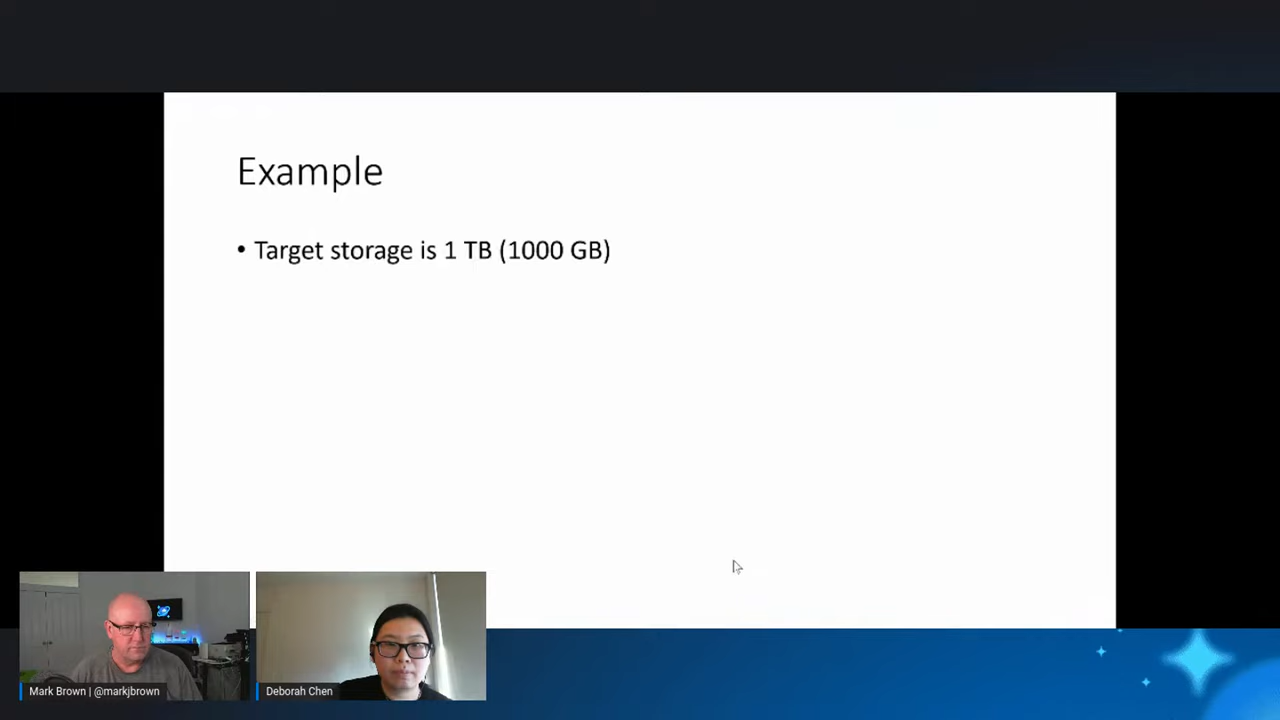 Example
• Target storage is 1 TB (1000 GB)
Mark Brown | @markjbrown
Deborah Chen